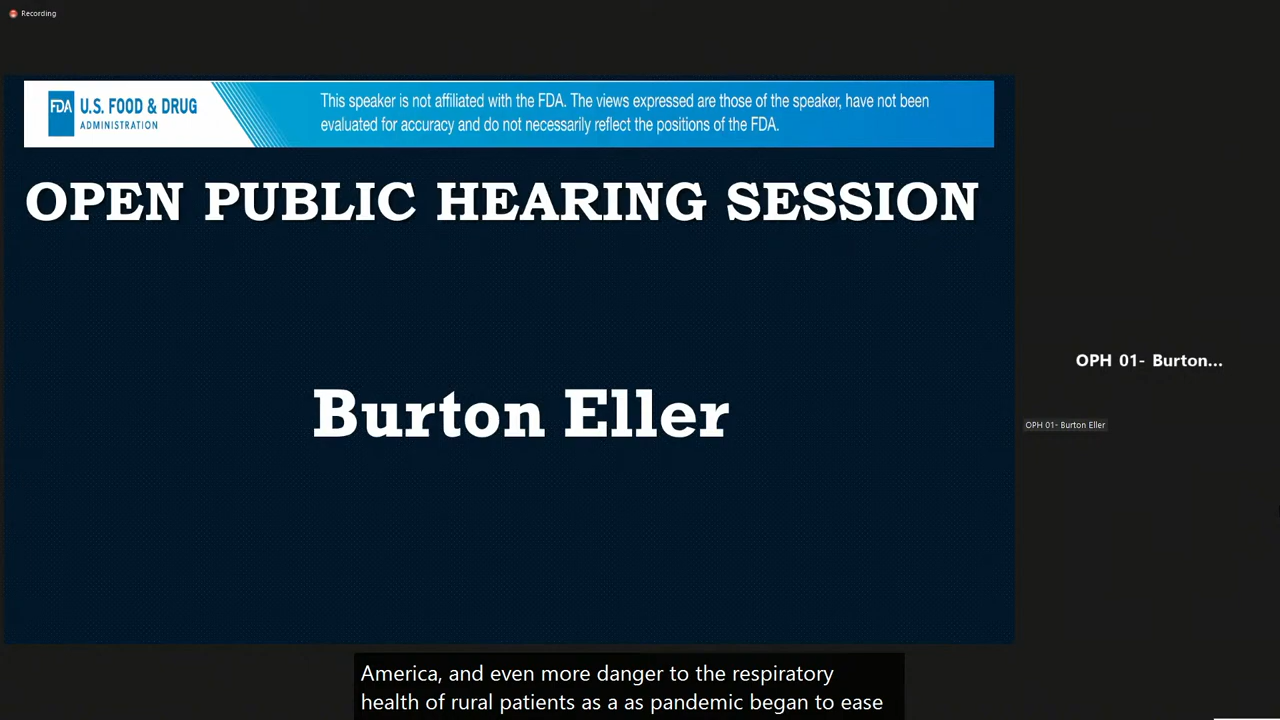 Recording
FDA U.S. FOOD & DRUG
ADMINISTRATION
This speaker is not affiliated with the FDA. The views expressed are those of the speaker, have not been
evaluated for accuracy and do not necessarily reflect the positions of the FDA.
OPEN PUBLIC HEARING SESSION
Burton Eller
OPH 01- Burton...
OPH 01- Burton Eller
America, and even more danger to the respiratory
health of rural patients as a as pandemic began to ease